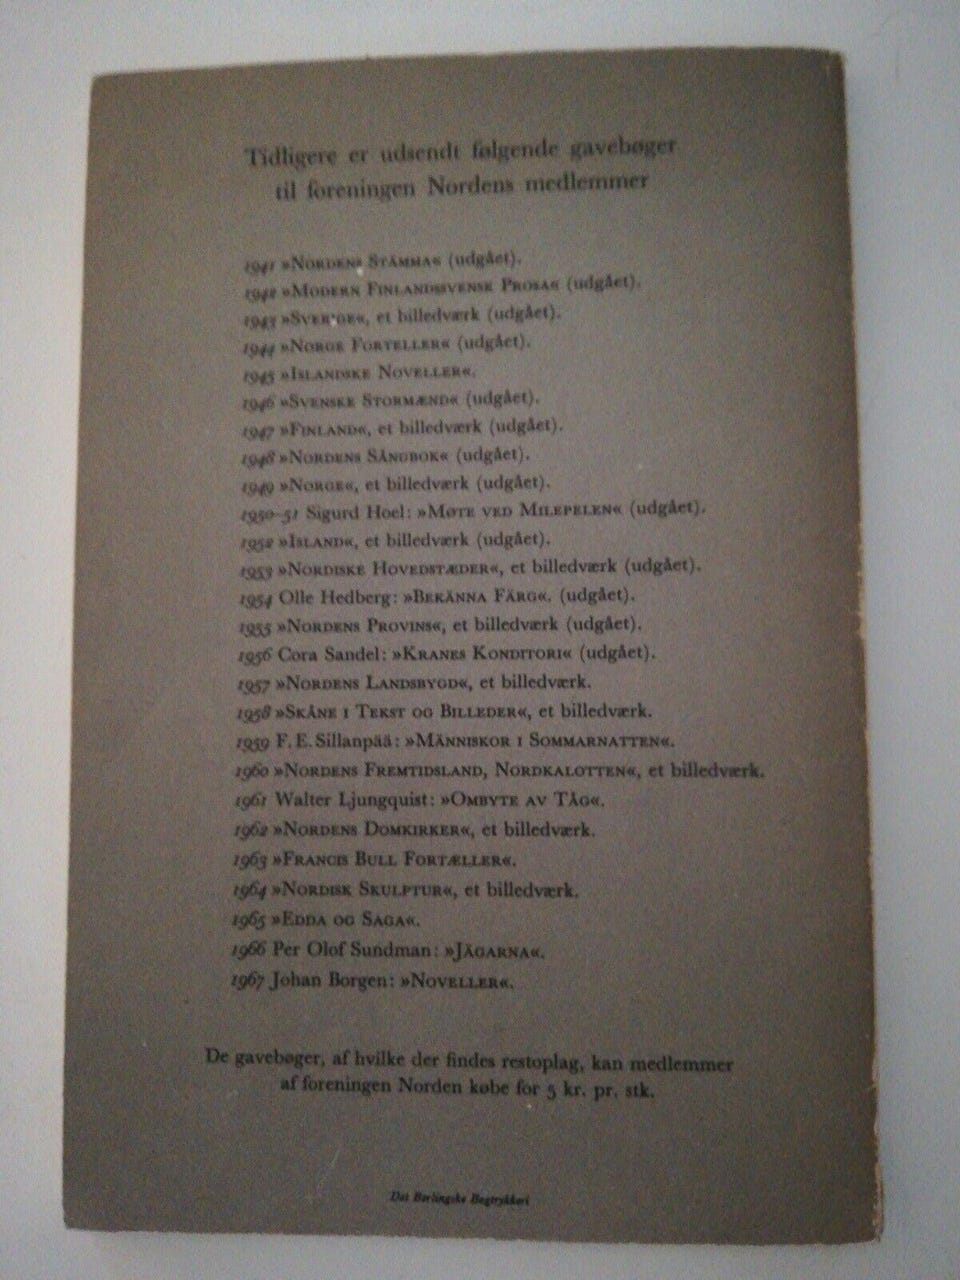 Tidligere er udsendt følgende gavebøger
til foreningen Nordens medlemmer
1941 »NORDENS STÄMMA« (udgået).
1942 »MODERN FINLANDSSVENSK PROSA« (udgået).
1943 »SVERIGE«, et billedværk (udgået).
1944 »NORGE FORTELLER« (udgået).
1945 »ISLANDSKE NOVELLER«.
1946 »SVENSKE STORMÆND« (udgået).
1947 »FINLAND«, et billedværk (udgået).
1948 »NORDENS SÅNGBOK« (udgået).
1949 »NORGE«, et billedværk (udgået).
1950-51 Sigurd Hoel: »MØTE VED MILEPELEN« (udgået).
1952 »ISLAND«, et billedværk (udgået).
1953 »NORDISKE HOVEDSTÆDER«, et billedværk (udgået).
1954 Olle Hedberg: »BEKÄNNA FÄRG«. (udgået).
1955 »NORDENS PROVINS«, et billedværk (udgået).
1956 Cora Sandel: »KRANES KONDITORI« (udgået).
1957 »NORDENS LANDSBYGD«, et billedværk.
1958 »SKÅNE I TEKST OG BILLEDER«, et billedværk.
1959 F. E. Sillanpää: »MÄNNISKOR I SOMMARNATTEN«.
1960 »NORDENS FREMTIDSLAND, NORDKALOTTEN«, et billedværk.
1961 Walter Ljungquist: »OMBYTE AV TÅG«.
1962 »NORDENS DOMKIRKER«, et billedværk.
1963 »FRANCIS BULL FORTÆLLER«.
1964 »NORDISK SKULPTUR«, et billedværk.
1965 »EDDA OG SAGA«.
1966 Per Olof Sundman: »JÄGARNA«.
1967 Johan Borgen: »NOVELLER«.
De gavebøger, af hvilke der findes restoplag, kan medlemmer
af foreningen Norden købe for 5 kr. pr. stk.
Det Berlingske Bogtrykkeri